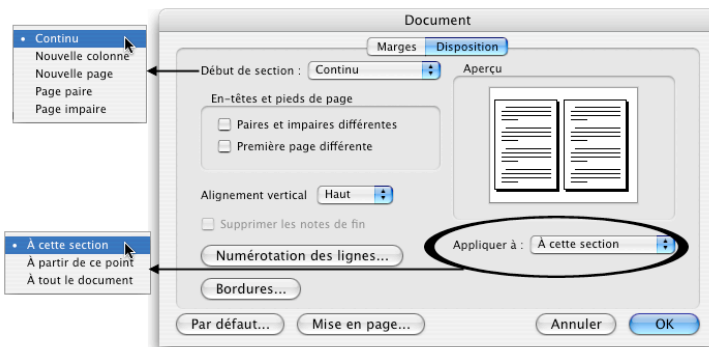 Document
Marges Disposition
• Continu
Nouvelle colonne
Nouvelle page
Page paire
Page impaire
Début de section : Continu
Aperçu
En-têtes et pieds de page
Paires et impaires différentes
Première page différente
Alignement vertical Haut
Supprimer les notes de fin
• À cette section
À partir de ce point
À tout le document
Appliquer à : À cette section
Numérotation des lignes...
Bordures...
Par défaut... Mise en page... Annuler OK